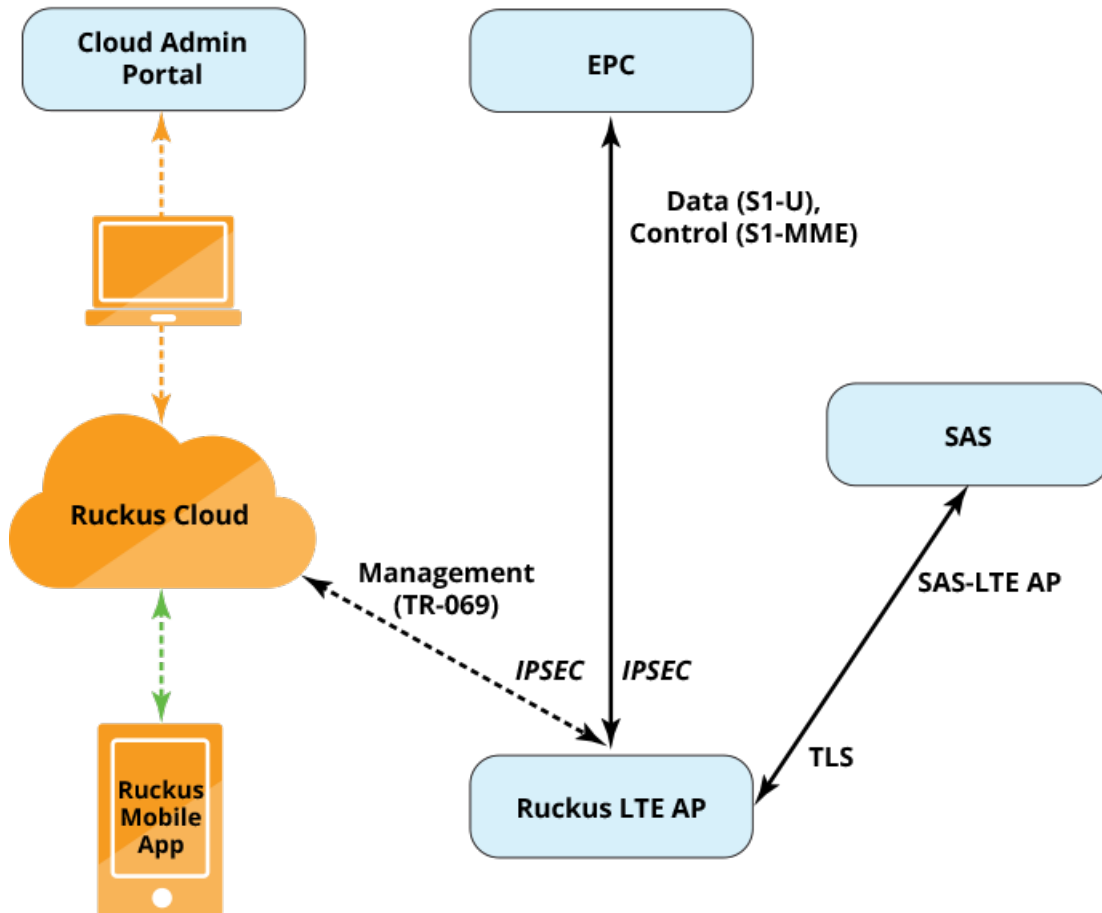 Cloud Admin
Portal
EPC
Data (S1-U),
Control (S1-MME)
SAS
Ruckus Cloud
Management
(TR-069)
SAS-LTE AP
IPSEC
IPSEC
TLS
Ruckus
Mobile
App
Ruckus LTE AP